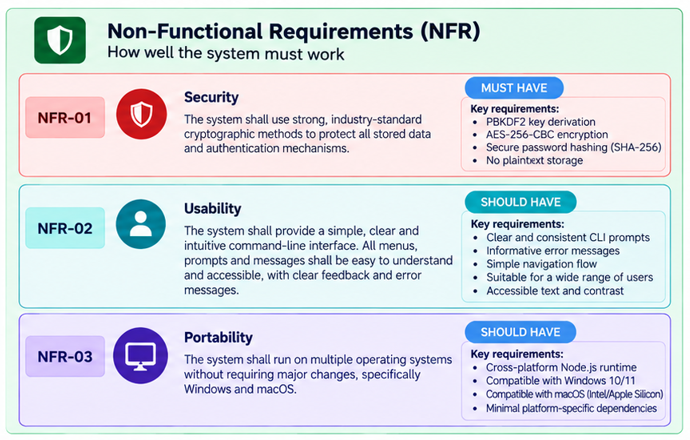 Non-Functional Requirements (NFR)
How well the system must work
NFR-01
Security
The system shall use strong, industry-standard
cryptographic methods to protect all stored data
and authentication mechanisms.
MUST HAVE
Key requirements:
• PBKDF2 key derivation
• AES-256-CBC encryption
• Secure password hashing (SHA-256)
• No plaintext storage
NFR-02
Usability
The system shall provide a simple, clear and
intuitive command-line interface. All menus,
prompts and messages shall be easy to understand
and accessible, with clear feedback and error
messages.
SHOULD HAVE
Key requirements:
• Clear and consistent CLI prompts
• Informative error messages
• Simple navigation flow
• Suitable for a wide range of users
• Accessible text and contrast
NFR-03
Portability
The system shall run on multiple operating systems
without requiring major changes, specifically
Windows and macOS.
SHOULD HAVE
Key requirements:
• Cross-platform Node.js runtime
• Compatible with Windows 10/11
• Compatible with macOS (Intel/Apple Silicon)
• Minimal platform-specific dependencies